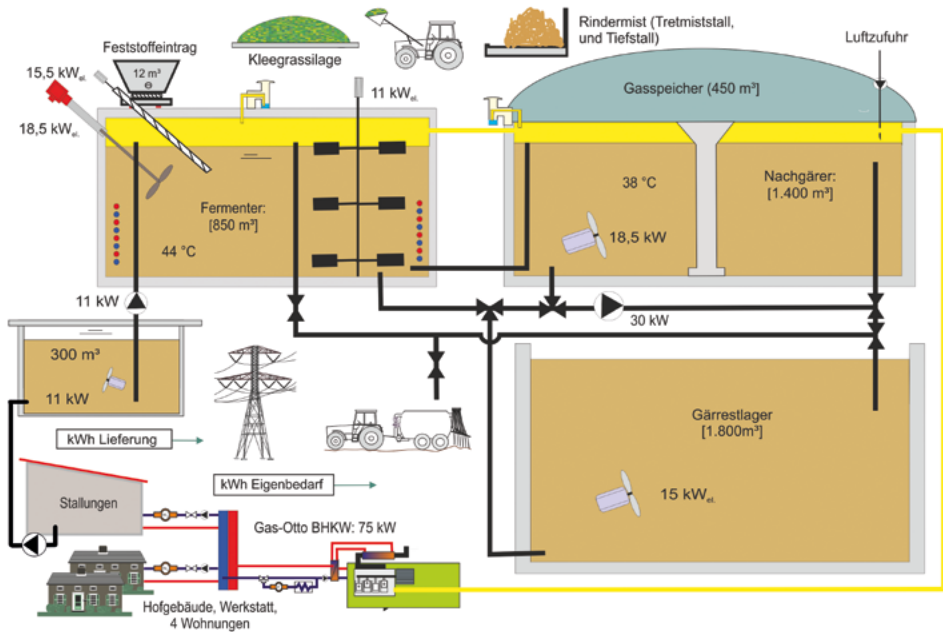 Feststoffeintrag
15,5 kWel.
12 m³
18,5 kWel.
Kleegrassilage
11 kWel.
Rindermist (Tretmiststall,
und Tiefstall)
Luftzufuhr
Gasspeicher (450 m³]
Fermenter:
[850 m³]
44 °C
38 °C
18,5 kW
Nachgärer:
[1.400 m³]
11 kW
30 kW
300 m³
11 kW
Gärrestlager
[1.800m³]
15 kWel.
kWh Lieferung
kWh Eigenbedarf
Stallungen
Gas-Otto BHKW: 75 kW
Hofgebäude, Werkstatt,
4 Wohnungen